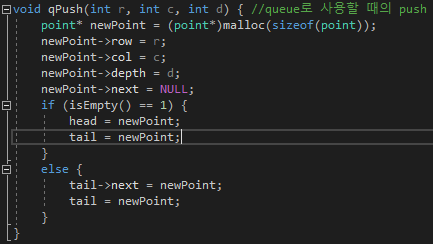 void qPush(int r, int c, int d) { //queue로 사용할 때의 push
    point* newPoint = (point*)malloc(sizeof(point));
    newPoint->row = r;
    newPoint->col = c;
    newPoint->depth = d;
    newPoint->next = NULL;
    if (isEmpty() == 1) {
        head = newPoint;
        tail = newPoint;
    }
    else {
        tail->next = newPoint;
        tail = newPoint;
    }
}